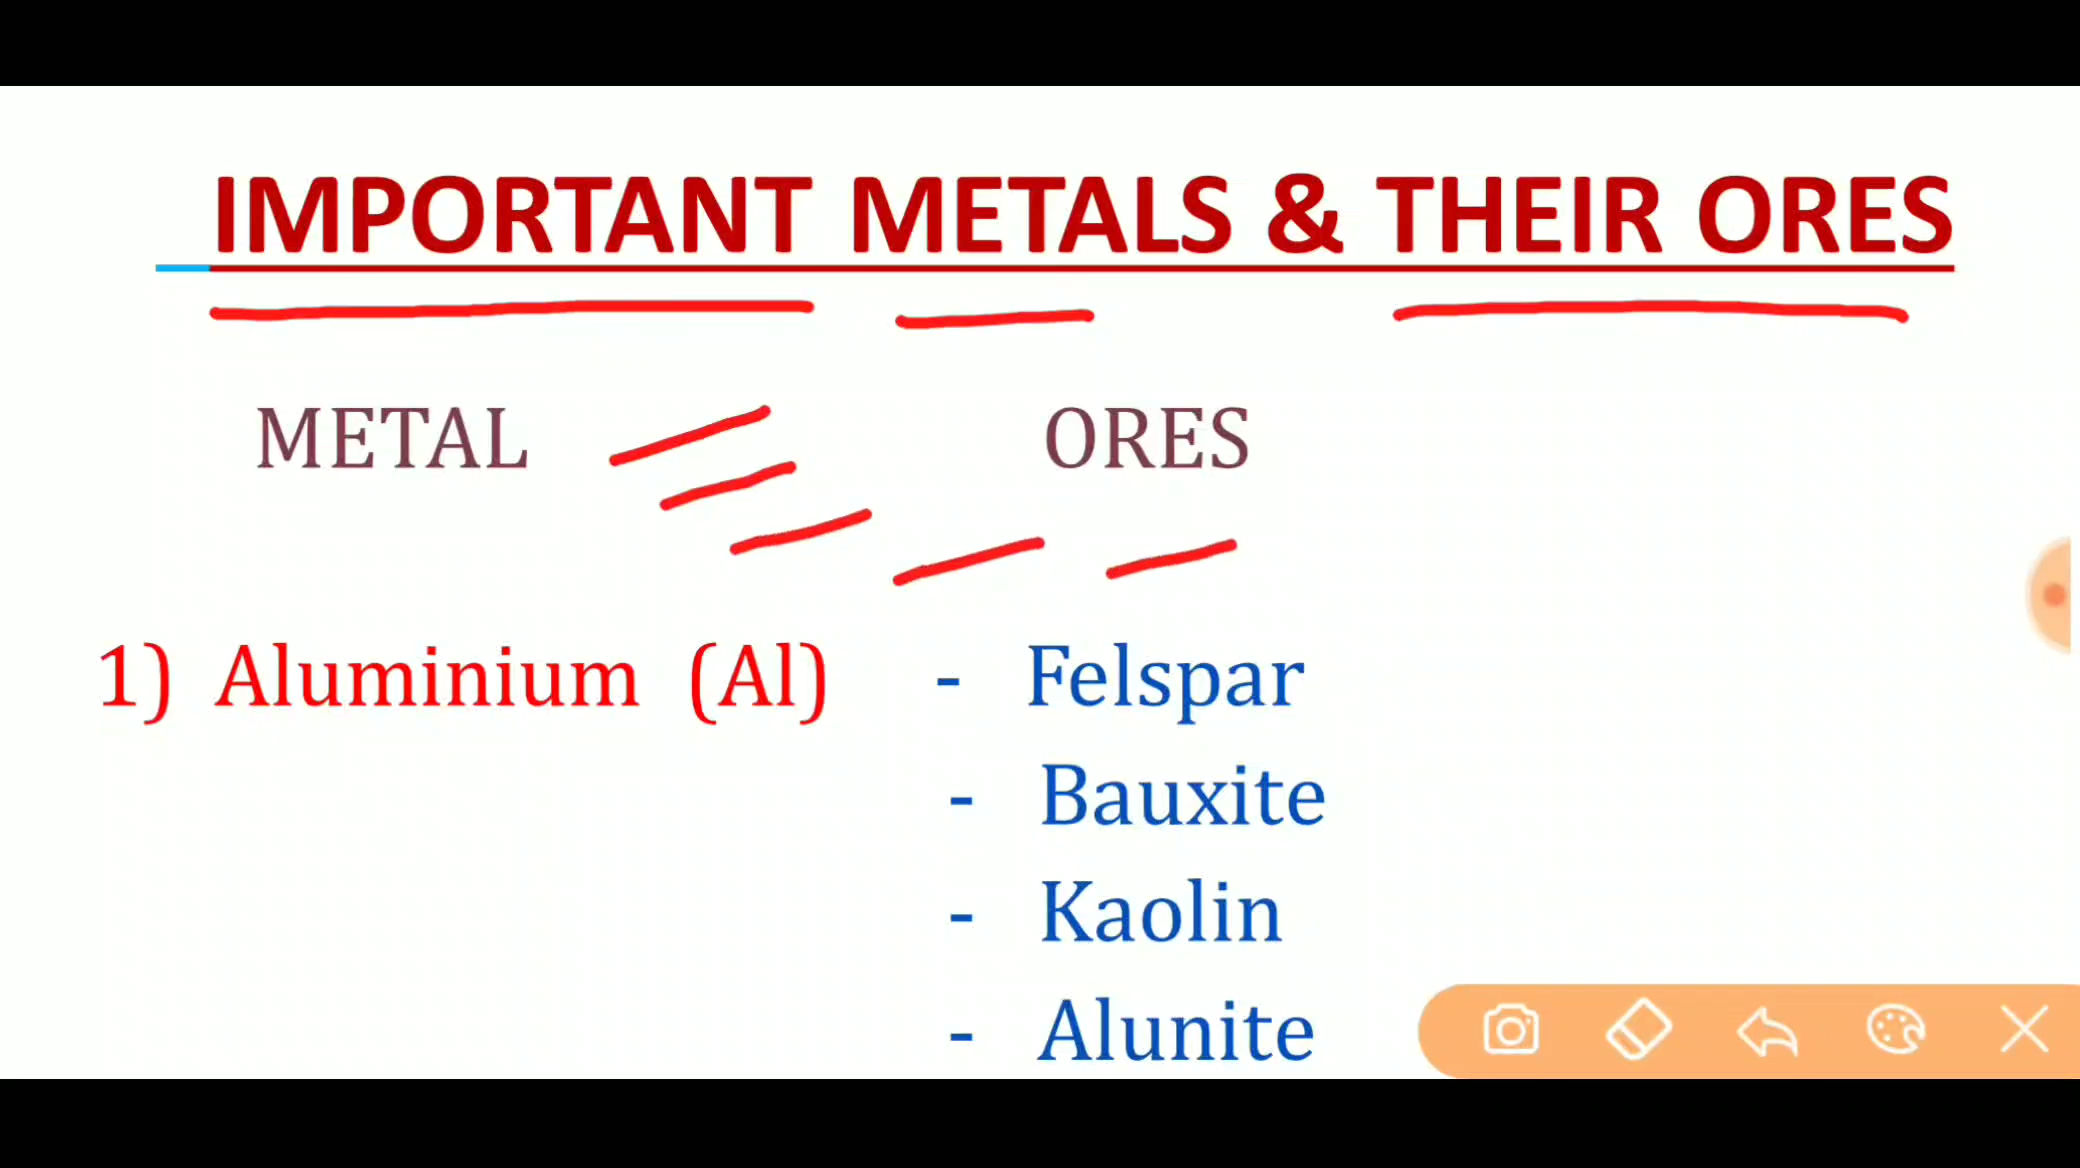 IMPORTANT METALS & THEIR ORES
METAL ORES
1) Aluminium (Al) - Felspar
- Bauxite
- Kaolin
- Alunite